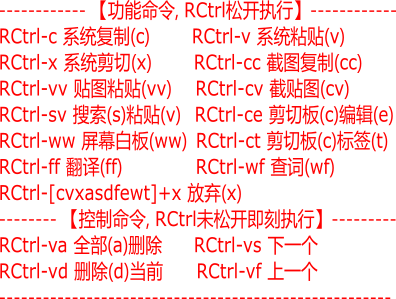 ------------ 【功能命令, RCtrl松开执行】------------
RCtrl-c 系统复制(c) RCtrl-v 系统粘贴(v)
RCtrl-x 系统剪切(x) RCtrl-cc 截图复制(cc)
RCtrl-vv 贴图粘贴(vv) RCtrl-cv 截贴图(cv)
RCtrl-sv 搜索(s)粘贴(v) RCtrl-ce 剪切板(c)编辑(e)
RCtrl-ww 屏幕白板(ww) RCtrl-ct 剪切板(c)标签(t)
RCtrl-ff 翻译(ff) RCtrl-wf 查词(wf)
RCtrl-[cvxasdfewt]+x 放弃(x)
-------- 【控制命令, RCtrl未松开即刻执行】---------
RCtrl-va 全部(a)删除 RCtrl-vs 下一个
RCtrl-vd 删除(d)当前 RCtrl-vf 上一个
------------------------------------------------------